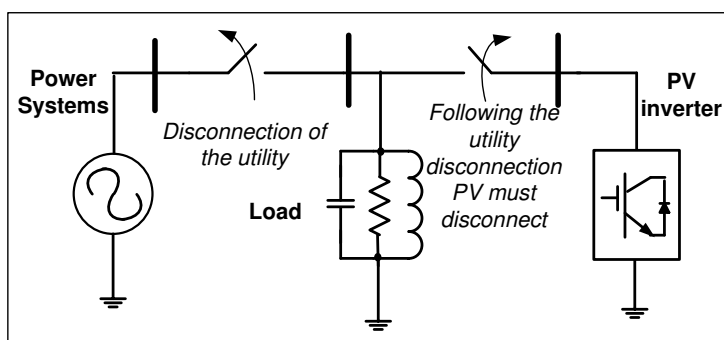 Power
Systems
Disconnection of
the utility
Load
Following the
utility
disconnection
PV must
disconnect
PV
inverter